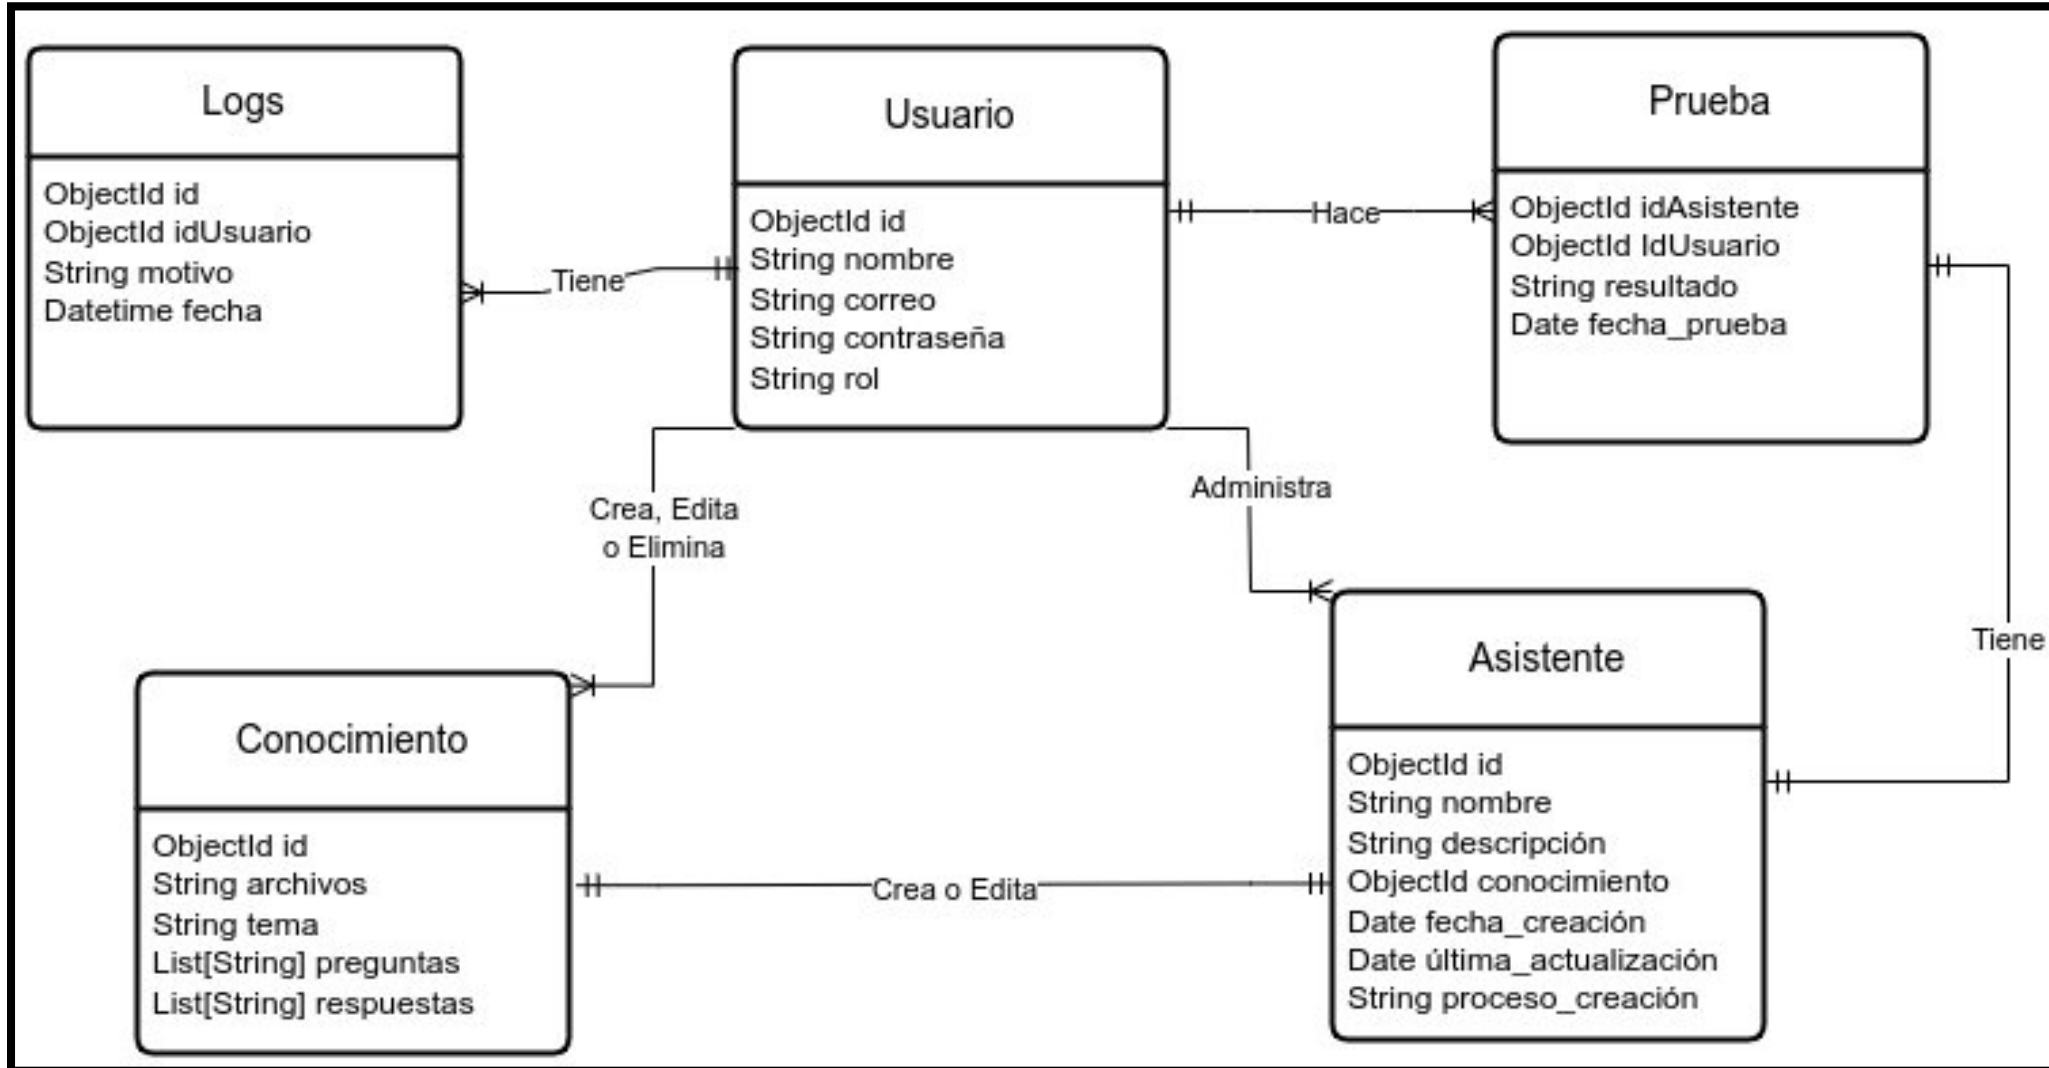 Logs
ObjectId id
ObjectId idUsuario
String motivo
Datetime fecha
Tiene
Usuario
ObjectId id
String nombre
String correo
String contraseña
String rol
Hace
Prueba
ObjectId idAsistente
ObjectId IdUsuario
String resultado
Date fecha_prueba
Crea, Edita
o Elimina
Administra
Tiene
Conocimiento
ObjectId id
String archivos
String tema
List[String] preguntas
List[String] respuestas
Crea o Edita
Asistente
ObjectId id
String nombre
String descripción
ObjectId conocimiento
Date fecha_creación
Date última_actualización
String proceso_creación